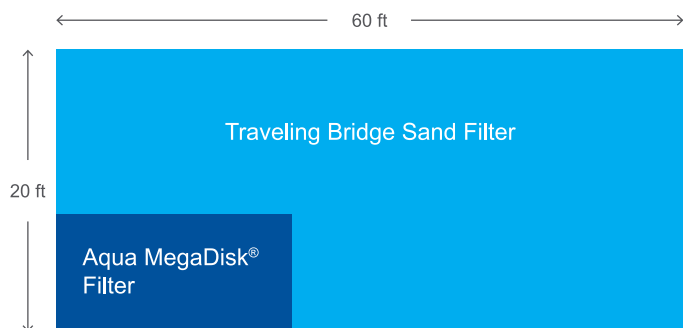 60 ft
Traveling Bridge Sand Filter
20 ft
Aqua MegaDisk®
Filter